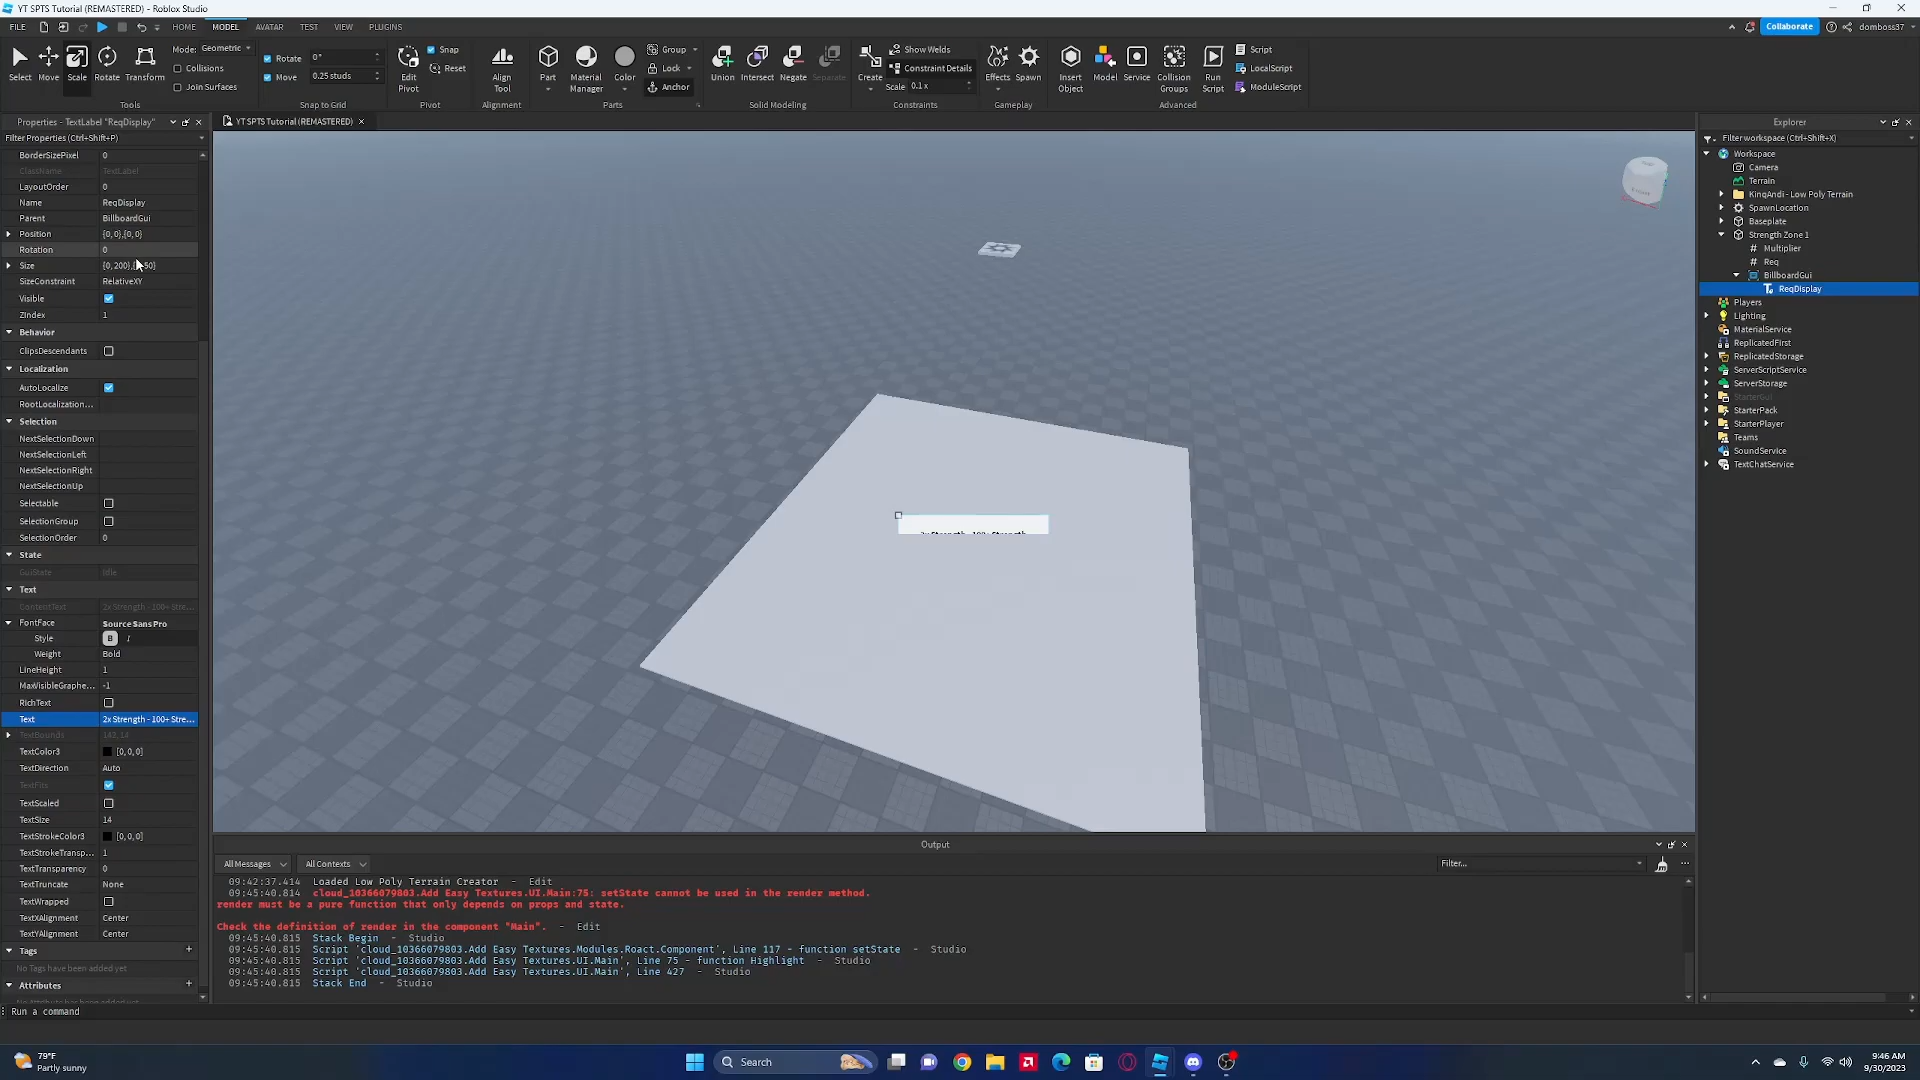 YT SPTS Tutorial (REMASTERED) - Roblox Studio
FILE HOME MODEL AVATAR TEST VIEW PLUGINS Collaborate domboss37
Select Move Scale Rotate Transform
Mode: Geometric
Collisions
Join Surfaces
Tools
Rotate 0°
Move 0.25 studs
Snap to Grid
Edit Pivot
Snap
Reset
Pivot
Align Tool
Alignment
Part Material Manager Color
Group
Lock
Anchor
Parts
Union Intersect Negate Separate
Solid Modeling
Create
Show Welds
Constraint Details
Scale 0.1 x
Constraints
Effects Spawn
Gameplay
Insert Object Model Service Collision Groups Run Script
Script
LocalScript
ModuleScript
Advanced
Properties - TextLabel "ReqDisplay"
Filter Properties (Ctrl+Shift+P)
BorderSizePixel 0
ClassName TextLabel
LayoutOrder 0
Name ReqDisplay
Parent BillboardGui
Position {0, 0},{0, 0}
Rotation 0
Size {0, 200},
SizeConstraint RelativeXY
Visible
ZIndex 1
Behavior
ClipsDescendants
Localization
AutoLocalize
RootLocalization...
Selection
NextSelectionDown
NextSelectionLeft
NextSelectionRight
NextSelectionUp
Selectable
SelectionGroup
SelectionOrder 0
State
GuiState Idle
Text
ContentText 2x Strength - 100+ Stre...
FontFace Source Sans Pro
Style B I
Weight Bold
LineHeight 1
MaxVisibleGraphe... -1
RichText
Text 2x Strength - 100+ Stre...
TextBounds 142, 14
TextColor3 [0, 0, 0]
TextDirection Auto
TextFits
TextScaled
TextSize 14
TextStrokeColor3 [0, 0, 0]
TextStrokeTransp... 1
TextTransparency 0
TextTruncate None
TextWrapped
TextXAlignment Center
TextYAlignment Center
Tags
No Tags have been added yet
Attributes
Run a command
YT SPTS Tutorial (REMASTERED)
2x Strength - 100+ Strength
Output
All Messages All Contexts Filter...
09:42:37.414 Loaded Low Poly Terrain Creator - Edit
09:45:40.814 cloud_10366079803.Add Easy Textures.UI.Main:75: setState cannot be used in the render method.
render must be a pure function that only depends on props and state.
Check the definition of render in the component "Main". - Edit
09:45:40.815 Stack Begin - Studio
09:45:40.815 Script 'cloud_10366079803.Add Easy Textures.Modules.Roact.Component', Line 117 - function setState - Studio
09:45:40.815 Script 'cloud_10366079803.Add Easy Textures.UI.Main', Line 75 - function Highlight - Studio
09:45:40.815 Script 'cloud_10366079803.Add Easy Textures.UI.Main', Line 427 - Studio
09:45:40.815 Stack End - Studio
Explorer
Filter workspace (Ctrl+Shift+X)
Workspace
Camera
Terrain
KinqAndi - Low Poly Terrain
SpawnLocation
Baseplate
Strength Zone 1
Multiplier
Req
BillboardGui
ReqDisplay
Players
Lighting
MaterialService
ReplicatedFirst
ReplicatedStorage
ServerScriptService
ServerStorage
StarterGui
StarterPack
StarterPlayer
Teams
SoundService
TextChatService
79°F
Partly sunny
Search
9:46 AM
9/30/2023